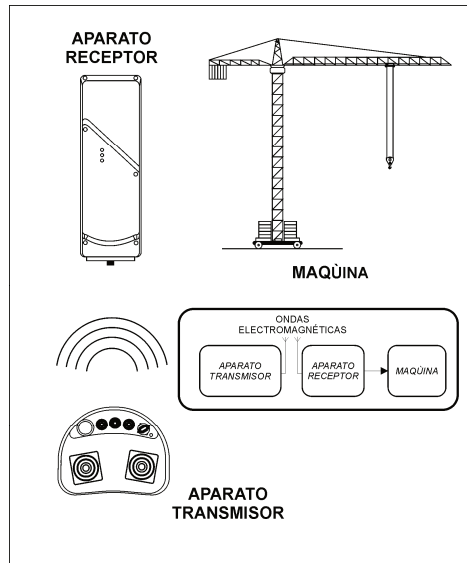 APARATO
RECEPTOR
MAQÙINA
ONDAS
ELECTROMAGNÉTICAS
APARATO
TRANSMISOR
APARATO
RECEPTOR
MAQÙINA
APARATO
TRANSMISOR